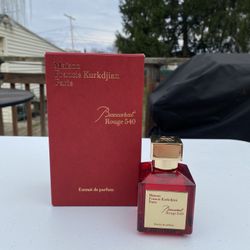 Maison
Francis Kurkdjian
Paris
Baccarat
Rouge 540
Extrait de parfum
Maison
Francis Kurkdjian
Paris
Baccarat
Rouge 540